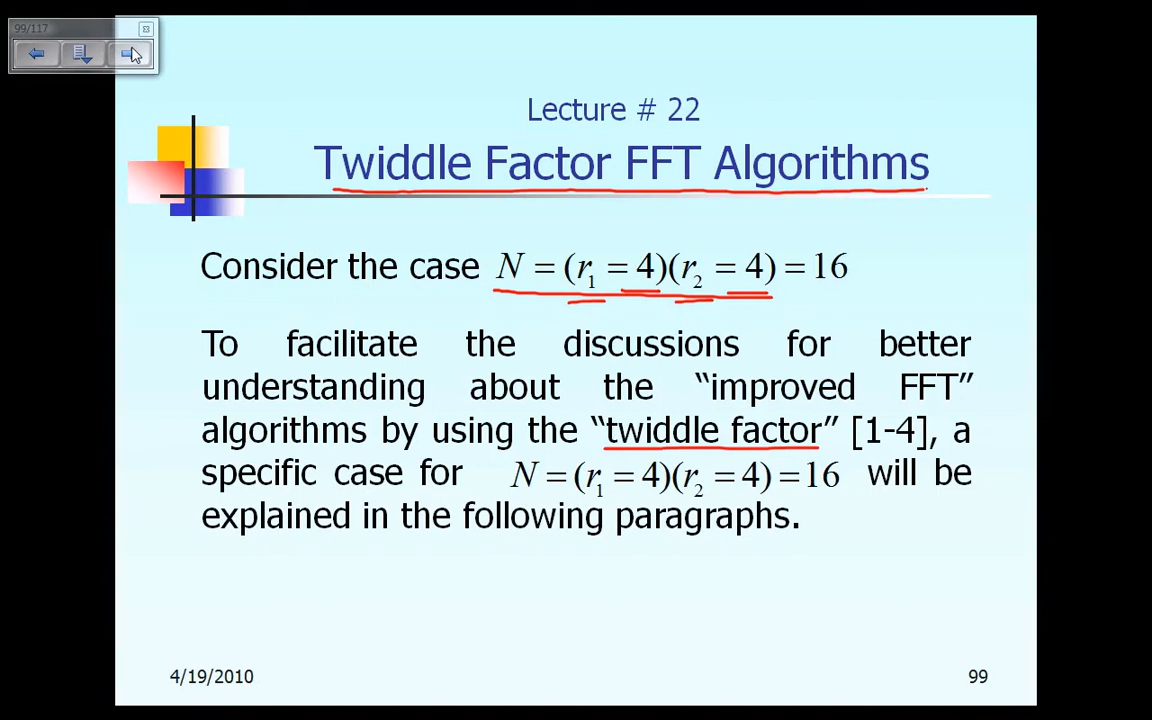 99/117
Lecture # 22
Twiddle Factor FFT Algorithms
Consider the case N = (r₁ = 4)(r₂ = 4) = 16
To facilitate the discussions for better
understanding about the “improved FFT”
algorithms by using the “twiddle factor” [1-4], a
specific case for N = (r₁ = 4)(r₂ = 4) = 16 will be
explained in the following paragraphs.
4/19/2010
99